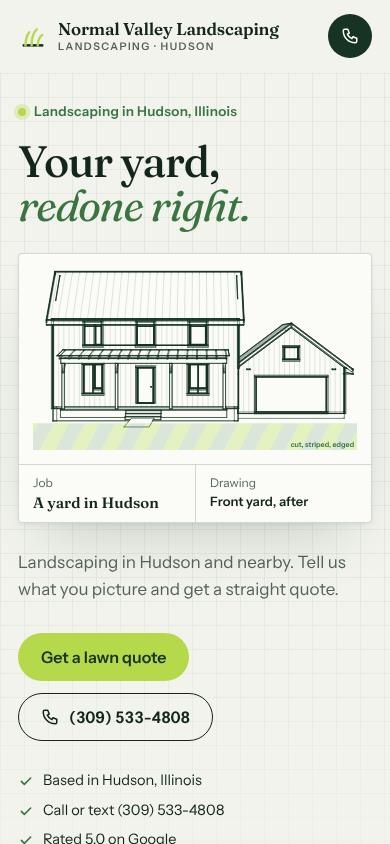 Normal Valley Landscaping
LANDSCAPING · HUDSON
Landscaping in Hudson, Illinois
Your yard,
redone right.
cut, striped, edged
Job
A yard in Hudson
Drawing
Front yard, after
Landscaping in Hudson and nearby. Tell us
what you picture and get a straight quote.
Get a lawn quote
(309) 533-4808
Based in Hudson, Illinois
Call or text (309) 533-4808
Rated 5.0 on Google